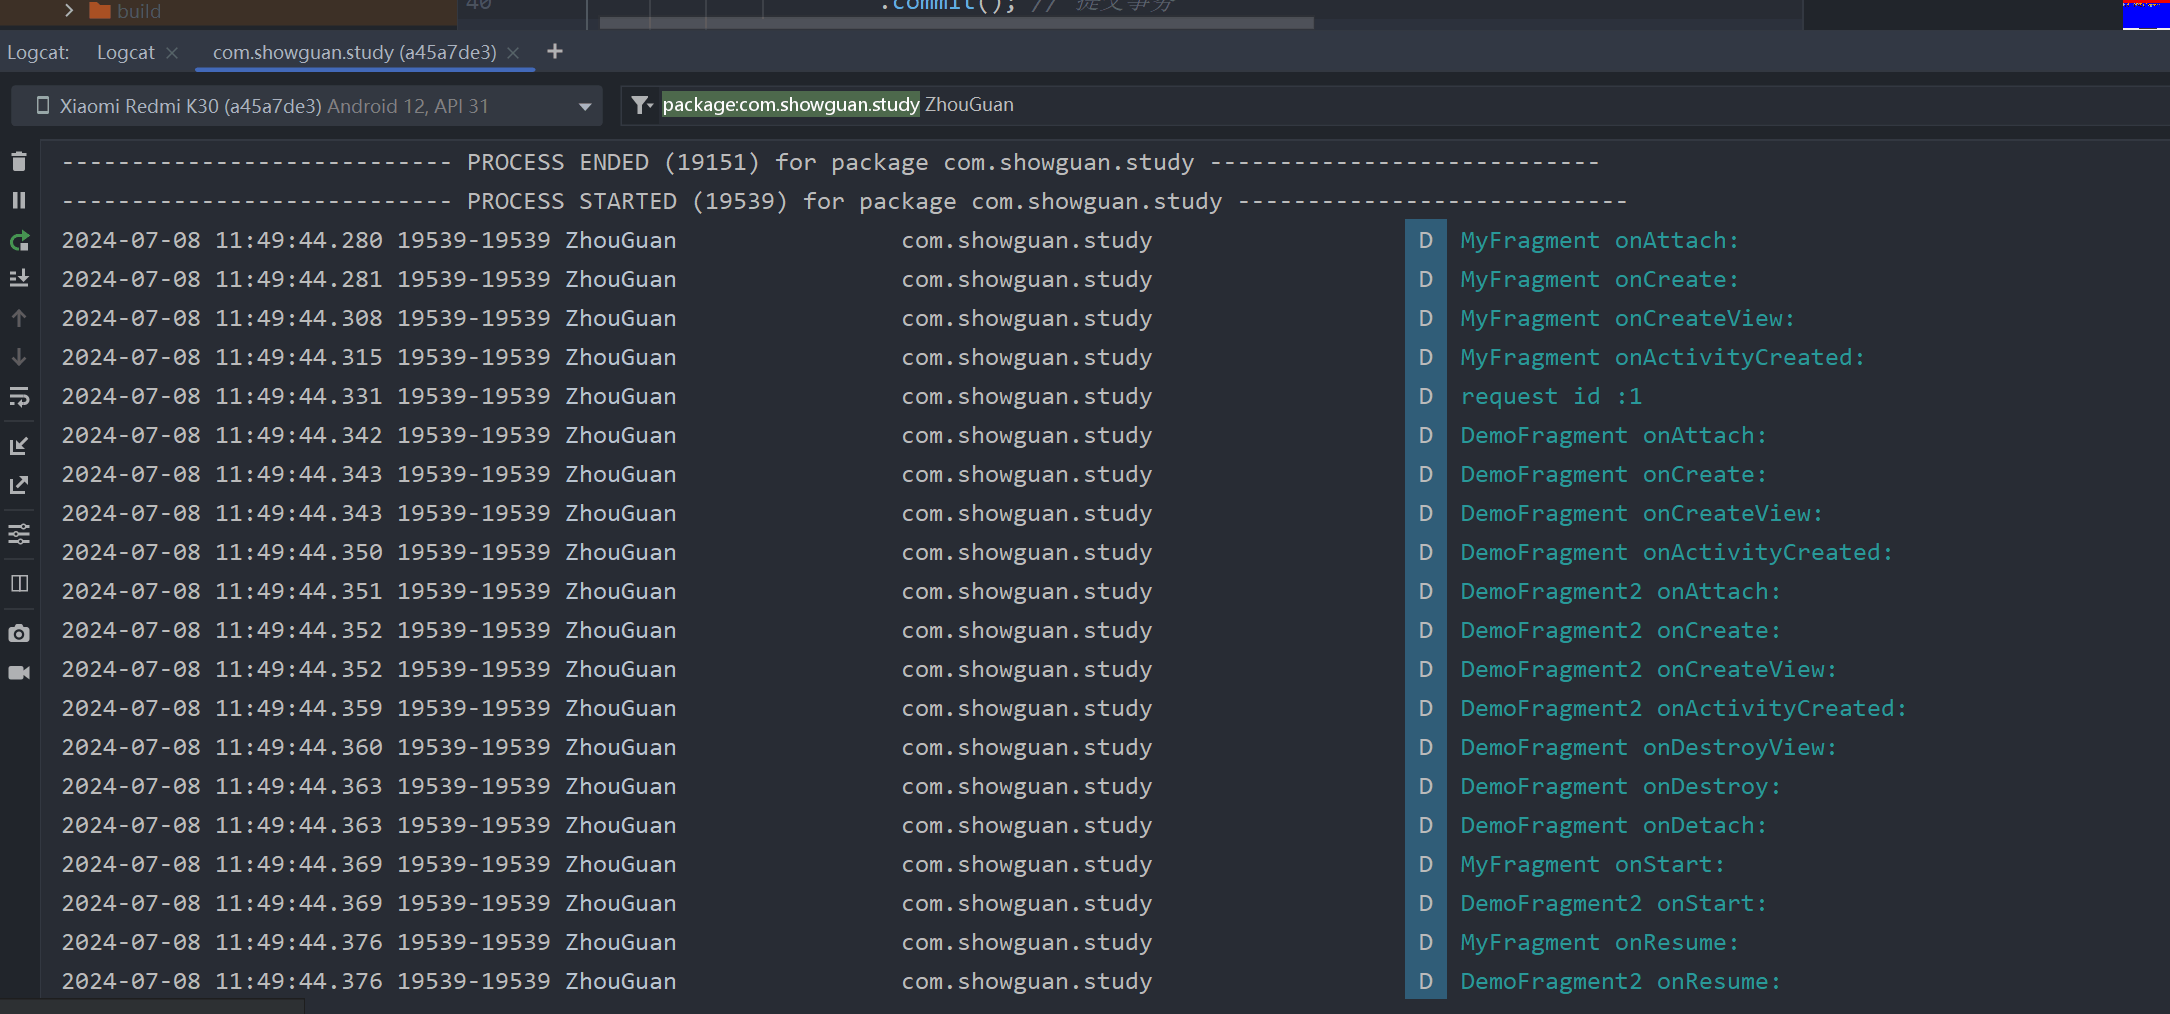 build
40 .commit(); // 提交事务
Logcat: Logcat com.showguan.study (a45a7de3)
Xiaomi Redmi K30 (a45a7de3) Android 12, API 31 package:com.showguan.study ZhouGuan
---------------------------- PROCESS ENDED (19151) for package com.showguan.study ----------------------------
---------------------------- PROCESS STARTED (19539) for package com.showguan.study ----------------------------
2024-07-08 11:49:44.280 19539-19539 ZhouGuan com.showguan.study D MyFragment onAttach:
2024-07-08 11:49:44.281 19539-19539 ZhouGuan com.showguan.study D MyFragment onCreate:
2024-07-08 11:49:44.308 19539-19539 ZhouGuan com.showguan.study D MyFragment onCreateView:
2024-07-08 11:49:44.315 19539-19539 ZhouGuan com.showguan.study D MyFragment onActivityCreated:
2024-07-08 11:49:44.331 19539-19539 ZhouGuan com.showguan.study D request id :1
2024-07-08 11:49:44.342 19539-19539 ZhouGuan com.showguan.study D DemoFragment onAttach:
2024-07-08 11:49:44.343 19539-19539 ZhouGuan com.showguan.study D DemoFragment onCreate:
2024-07-08 11:49:44.343 19539-19539 ZhouGuan com.showguan.study D DemoFragment onCreateView:
2024-07-08 11:49:44.350 19539-19539 ZhouGuan com.showguan.study D DemoFragment onActivityCreated:
2024-07-08 11:49:44.351 19539-19539 ZhouGuan com.showguan.study D DemoFragment2 onAttach:
2024-07-08 11:49:44.352 19539-19539 ZhouGuan com.showguan.study D DemoFragment2 onCreate:
2024-07-08 11:49:44.352 19539-19539 ZhouGuan com.showguan.study D DemoFragment2 onCreateView:
2024-07-08 11:49:44.359 19539-19539 ZhouGuan com.showguan.study D DemoFragment2 onActivityCreated:
2024-07-08 11:49:44.360 19539-19539 ZhouGuan com.showguan.study D DemoFragment onDestroyView:
2024-07-08 11:49:44.363 19539-19539 ZhouGuan com.showguan.study D DemoFragment onDestroy:
2024-07-08 11:49:44.363 19539-19539 ZhouGuan com.showguan.study D DemoFragment onDetach:
2024-07-08 11:49:44.369 19539-19539 ZhouGuan com.showguan.study D MyFragment onStart:
2024-07-08 11:49:44.369 19539-19539 ZhouGuan com.showguan.study D DemoFragment2 onStart:
2024-07-08 11:49:44.376 19539-19539 ZhouGuan com.showguan.study D MyFragment onResume:
2024-07-08 11:49:44.376 19539-19539 ZhouGuan com.showguan.study D DemoFragment2 onResume: